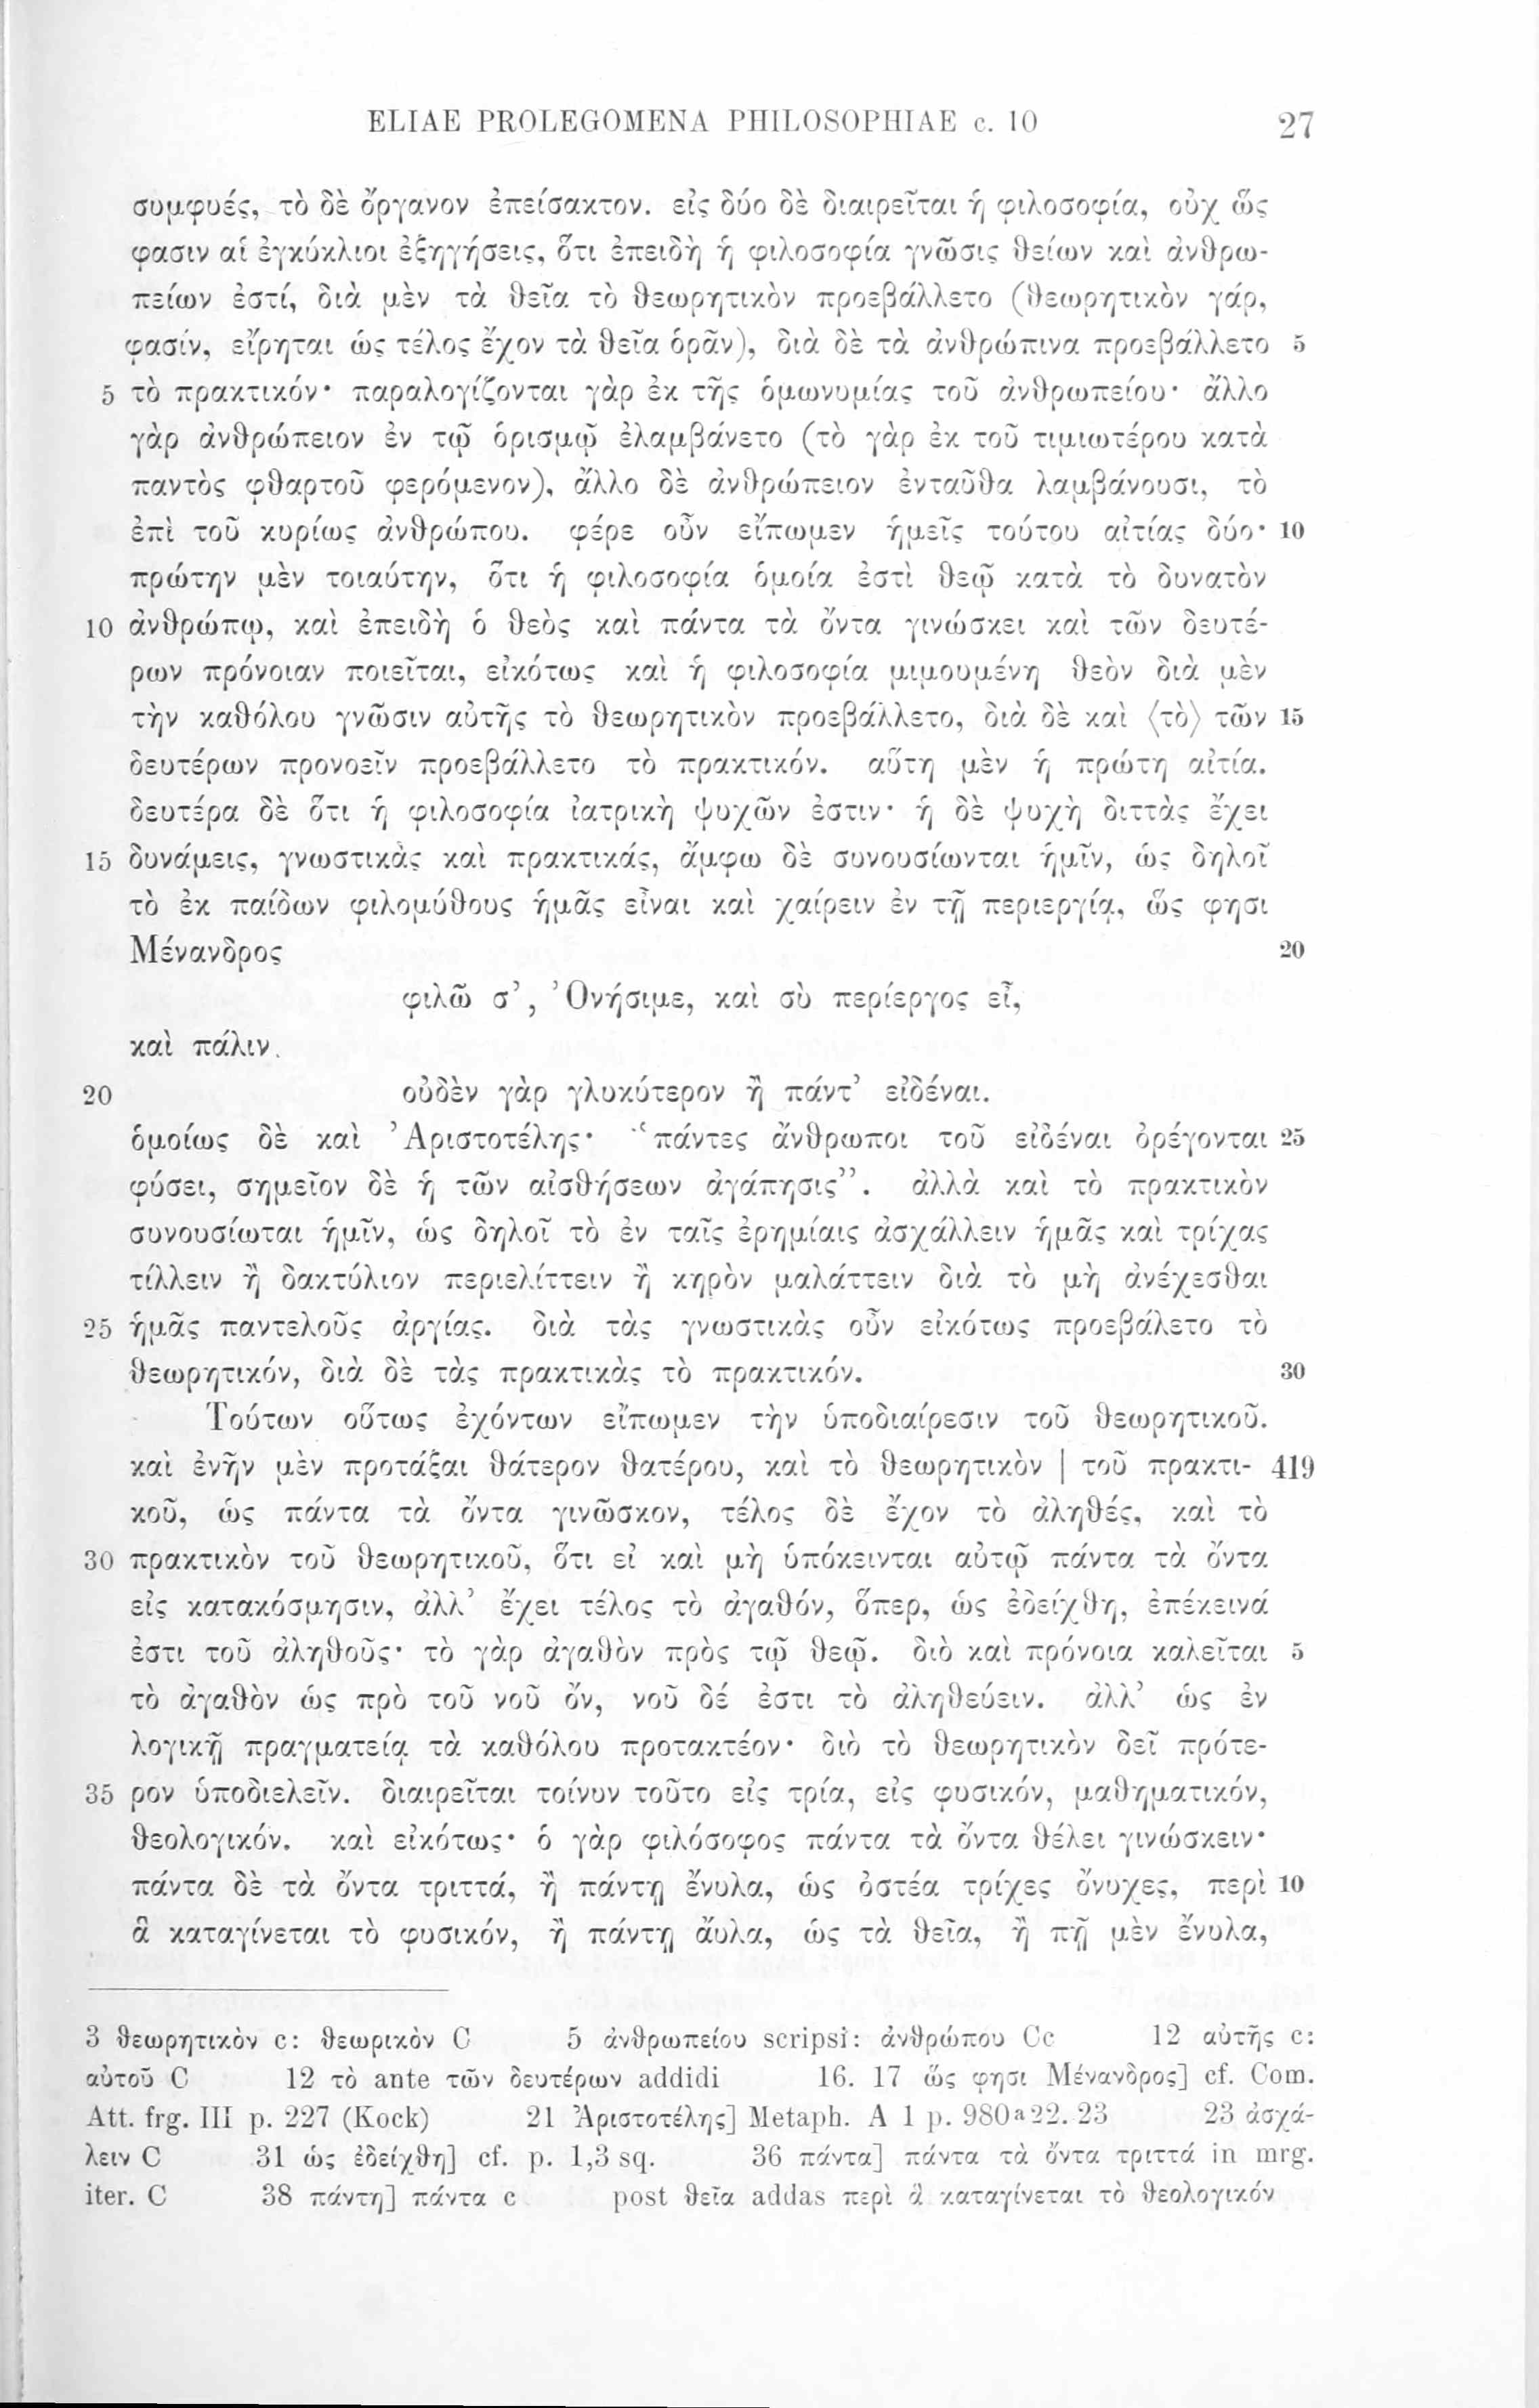 ELIAE PROLEGOMENA PHILOSOPHIAE c. 10 27
συμφυές, τὸ δὲ ὄργανον ἐπείσακτον. εἰς δύο δὲ διαιρεῖται ἡ φιλοσοφία, οὐχ ὥς
φασιν αἱ ἐγκύκλιοι ἐξηγήσεις, ὅτι ἐπειδὴ ἡ φιλοσοφία γνῶσις θείων καὶ ἀνθρω-
πείων ἐστί, διὰ μὲν τὰ θεῖα τὸ θεωρητικὸν προεβάλλετο (θεωρητικὸν γάρ,
φασίν, εἴρηται ὡς τέλος ἔχον τὰ θεῖα ὁρᾶν), διὰ δὲ τὰ ἀνθρώπινα προεβάλλετο 5
5 τὸ πρακτικόν· παραλογίζονται γὰρ ἐκ τῆς ὁμωνυμίας τοῦ ἀνθρωπείου· ἄλλο
γὰρ ἀνθρώπειον ἐν τῷ ὁρισμῷ ἐλαμβάνετο (τὸ γὰρ ἐκ τοῦ τιμιωτέρου κατὰ
παντὸς φθαρτοῦ φερόμενον), ἄλλο δὲ ἀνθρώπειον ἐνταῦθα λαμβάνουσι, τὸ
ἐπὶ τοῦ κυρίως ἀνθρώπου. φέρε οὖν εἴπωμεν ἡμεῖς τούτου αἰτίας δύο· 10
πρώτην μὲν τοιαύτην, ὅτι ἡ φιλοσοφία ὁμοία ἐστὶ θεῷ κατὰ τὸ δυνατὸν
10 ἀνθρώπῳ, καὶ ἐπειδὴ ὁ θεὸς καὶ πάντα τὰ ὄντα γινώσκει καὶ τῶν δευτέ-
ρων πρόνοιαν ποιεῖται, εἰκότως καὶ ἡ φιλοσοφία μιμουμένη θεὸν διὰ μὲν
τὴν καθόλου γνῶσιν αὐτῆς τὸ θεωρητικὸν προεβάλλετο, διὰ δὲ καὶ ⟨τὸ⟩ τῶν 15
δευτέρων προνοεῖν προεβάλλετο τὸ πρακτικόν. αὕτη μὲν ἡ πρώτη αἰτία.
δευτέρα δὲ ὅτι ἡ φιλοσοφία ἰατρικὴ ψυχῶν ἐστιν· ἡ δὲ ψυχὴ διττὰς ἔχει
15 δυνάμεις, γνωστικὰς καὶ πρακτικάς, ἄμφω δὲ συνουσίωνται ἡμῖν, ὡς δηλοῖ
τὸ ἐκ παίδων φιλομύθους ἡμᾶς εἶναι καὶ χαίρειν ἐν τῇ περιεργίᾳ, ὥς φησι
Μένανδρος 20
φιλῶ σ’, Ὀνήσιμε, καὶ σὺ περίεργος εἶ,
καὶ πάλιν.
20 οὐδὲν γὰρ γλυκύτερον ἢ πάντ’ εἰδέναι.
ὁμοίως δὲ καὶ Ἀριστοτέλης· “πάντες ἄνθρωποι τοῦ εἰδέναι ὀρέγονται 25
φύσει, σημεῖον δὲ ἡ τῶν αἰσθήσεων ἀγάπησις”. ἀλλὰ καὶ τὸ πρακτικὸν
συνουσίωται ἡμῖν, ὡς δηλοῖ τὸ ἐν ταῖς ἐρημίαις ἀσχάλλειν ἡμᾶς καὶ τρίχας
τίλλειν ἢ δακτύλιον περιελίττειν ἢ κηρὸν μαλάττειν διὰ τὸ μὴ ἀνέχεσθαι
25 ἡμᾶς παντελοῦς ἀργίας. διὰ τὰς γνωστικὰς οὖν εἰκότως προεβάλετο τὸ
θεωρητικόν, διὰ δὲ τὰς πρακτικὰς τὸ πρακτικόν. 30
Τούτων οὕτως ἐχόντων εἴπωμεν τὴν ὑποδιαίρεσιν τοῦ θεωρητικοῦ.
καὶ ἐνῆν μὲν προτάξαι θάτερον θατέρου, καὶ τὸ θεωρητικὸν | τοῦ πρακτι- 419
κοῦ, ὡς πάντα τὰ ὄντα γινῶσκον, τέλος δὲ ἔχον τὸ ἀληθές, καὶ τὸ
30 πρακτικὸν τοῦ θεωρητικοῦ, ὅτι εἰ καὶ μὴ ὑπόκεινται αὐτῷ πάντα τὰ ὄντα
εἰς κατακόσμησιν, ἀλλ’ ἔχει τέλος τὸ ἀγαθόν, ὅπερ, ὡς ἐδείχθη, ἐπέκεινά
ἐστι τοῦ ἀληθοῦς· τὸ γὰρ ἀγαθὸν πρὸς τῷ θεῷ. διὸ καὶ πρόνοια καλεῖται 5
τὸ ἀγαθὸν ὡς πρὸ τοῦ νοῦ ὄν, νοῦ δέ ἐστι τὸ ἀληθεύειν. ἀλλ’ ὡς ἐν
λογικῇ πραγματείᾳ τὰ καθόλου προτακτέον· διὸ τὸ θεωρητικὸν δεῖ πρότε-
35 ρον ὑποδιελεῖν. διαιρεῖται τοίνυν τοῦτο εἰς τρία, εἰς φυσικόν, μαθηματικόν,
θεολογικόν. καὶ εἰκότως· ὁ γὰρ φιλόσοφος πάντα τὰ ὄντα θέλει γινώσκειν·
πάντα δὲ τὰ ὄντα τριττά, ἢ πάντῃ ἔνυλα, ὡς ὀστέα τρίχες ὄνυχες, περὶ 10
ἃ καταγίνεται τὸ φυσικόν, ἢ πάντῃ ἄυλα, ὡς τὰ θεῖα, ἢ πῇ μὲν ἔνυλα,
3 θεωρητικὸν c: θεωρικὸν C 5 ἀνθρωπείου scripsi: ἀνθρώπου Cc 12 αὐτῆς c:
αὐτοῦ C 12 τὸ ante τῶν δευτέρων addidi 16. 17 ὥς φησι Μένανδρος] cf. Com.
Att. frg. III p. 227 (Kock) 21 Ἀριστοτέλης] Metaph. A 1 p. 980a22. 23 23 ἀσχά-
λειν C 31 ὡς ἐδείχθη] cf. p. 1,3 sq. 36 πάντα] πάντα τὰ ὄντα τριττά in mrg.
iter. C 38 πάντη] πάντα c post θεῖα addas περὶ ἃ καταγίνεται τὸ θεολογικόν